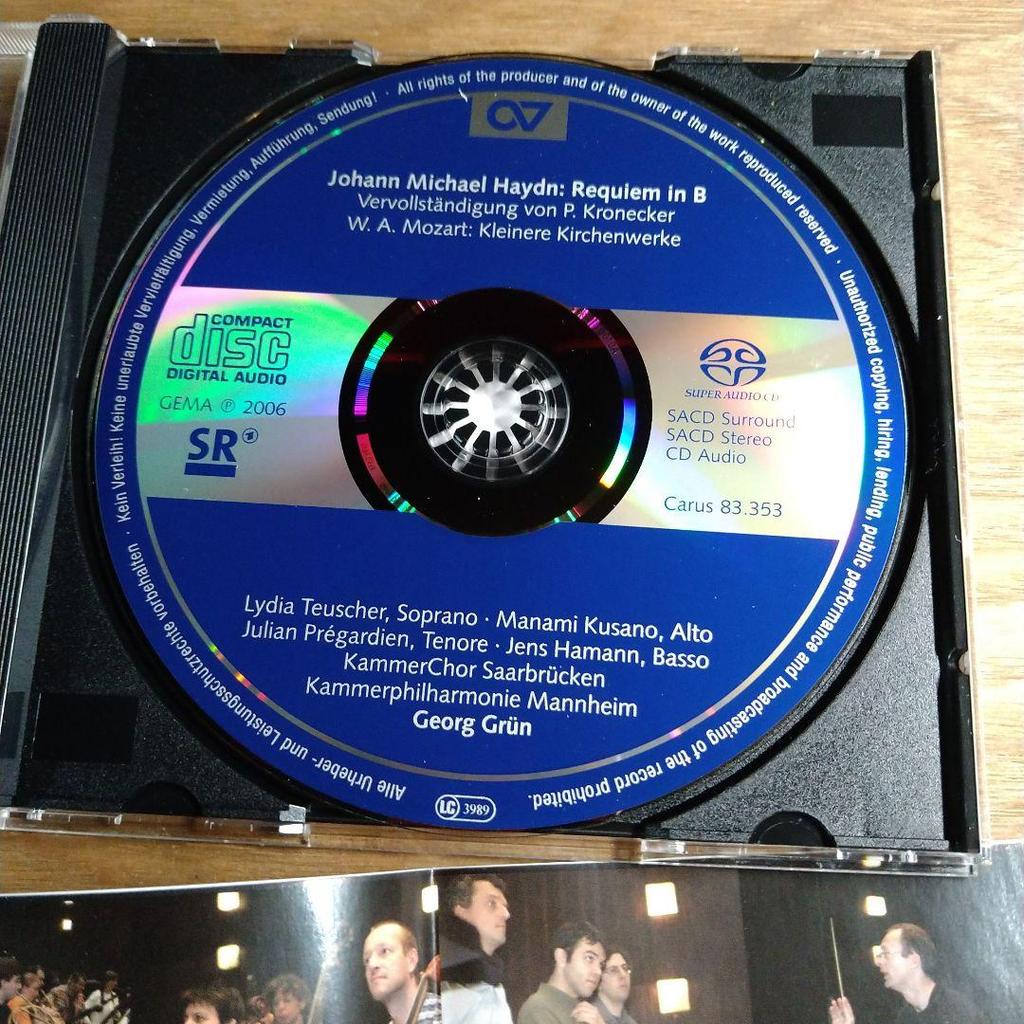 Alle Urheber- und Leistungsschutzrechte vorbehalten · Kein Verleih! Keine unerlaubte Vervielfältigung, Vermietung, Aufführung, Sendung! · All rights of the producer and of the owner of the work reproduced reserved · Unauthorized copying, hiring, lending, public performance and broadcasting of the record prohibited.
Johann Michael Haydn: Requiem in B
Vervollständigung von P. Kronecker
W. A. Mozart: Kleinere Kirchenwerke
COMPACT
disc
DIGITAL AUDIO
GEMA ℗ 2006
SR
SUPER AUDIO CD
SACD Surround
SACD Stereo
CD Audio
Carus 83.353
Lydia Teuscher, Soprano · Manami Kusano, Alto
Julian Prégardien, Tenore · Jens Hamann, Basso
KammerChor Saarbrücken
Kammerphilharmonie Mannheim
Georg Grün
LC 3989